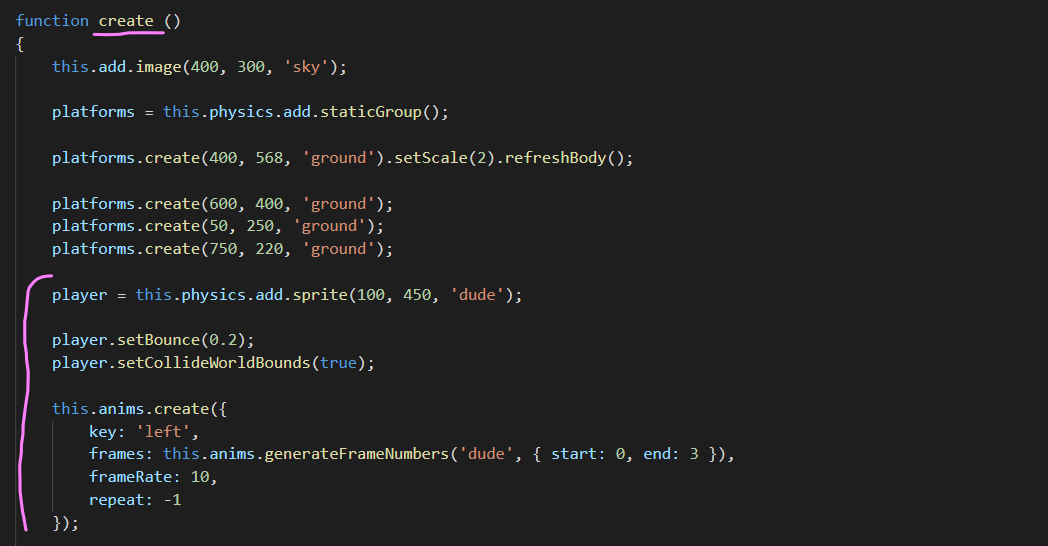 function create ()
{
    this.add.image(400, 300, 'sky');
    platforms = this.physics.add.staticGroup();
    platforms.create(400, 568, 'ground').setScale(2).refreshBody();
    platforms.create(600, 400, 'ground');
    platforms.create(50, 250, 'ground');
    platforms.create(750, 220, 'ground');
    player = this.physics.add.sprite(100, 450, 'dude');
    player.setBounce(0.2);
    player.setCollideWorldBounds(true);
    this.anims.create({
        key: 'left',
        frames: this.anims.generateFrameNumbers('dude', { start: 0, end: 3 }),
        frameRate: 10,
        repeat: -1
    });